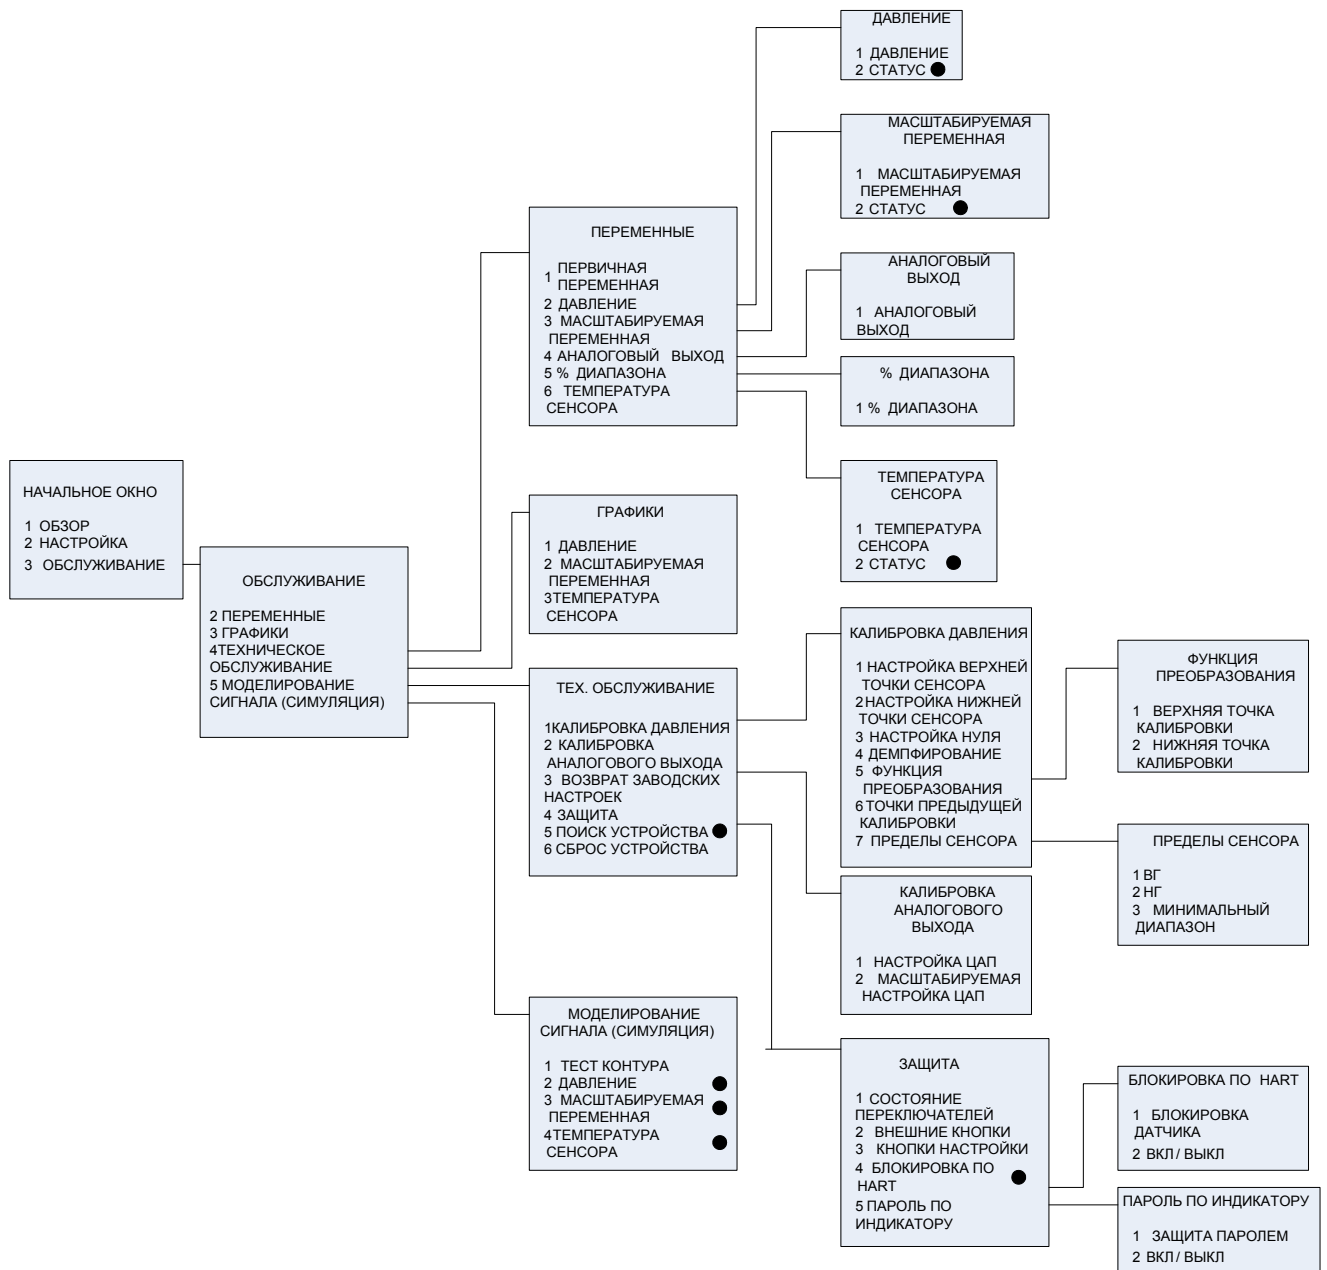 НАЧАЛЬНОЕ ОКНО
1 ОБЗОР
2 НАСТРОЙКА
3 ОБСЛУЖИВАНИЕ
ОБСЛУЖИВАНИЕ
2 ПЕРЕМЕННЫЕ
3 ГРАФИКИ
4ТЕХНИЧЕСКОЕ
ОБСЛУЖИВАНИЕ
5 МОДЕЛИРОВАНИЕ
СИГНАЛА (СИМУЛЯЦИЯ)
ПЕРЕМЕННЫЕ
1 ПЕРВИЧНАЯ
ПЕРЕМЕННАЯ
2 ДАВЛЕНИЕ
3 МАСШТАБИРУЕМАЯ
ПЕРЕМЕННАЯ
4 АНАЛОГОВЫЙ ВЫХОД
5 % ДИАПАЗОНА
6 ТЕМПЕРАТУРА
СЕНСОРА
ГРАФИКИ
1 ДАВЛЕНИЕ
2 МАСШТАБИРУЕМАЯ
ПЕРЕМЕННАЯ
3ТЕМПЕРАТУРА
СЕНСОРА
ТЕХ. ОБСЛУЖИВАНИЕ
1КАЛИБРОВКА ДАВЛЕНИЯ
2 КАЛИБРОВКА
АНАЛОГОВОГО ВЫХОДА
3 ВОЗВРАТ ЗАВОДСКИХ
НАСТРОЕК
4 ЗАЩИТА
5 ПОИСК УСТРОЙСТВА
6 СБРОС УСТРОЙСТВА
МОДЕЛИРОВАНИЕ
СИГНАЛА (СИМУЛЯЦИЯ)
1 ТЕСТ КОНТУРА
2 ДАВЛЕНИЕ
3 МАСШТАБИРУЕМАЯ
ПЕРЕМЕННАЯ
4ТЕМПЕРАТУРА
СЕНСОРА
ДАВЛЕНИЕ
1 ДАВЛЕНИЕ
2 СТАТУС
МАСШТАБИРУЕМАЯ
ПЕРЕМЕННАЯ
1 МАСШТАБИРУЕМАЯ
ПЕРЕМЕННАЯ
2 СТАТУС
АНАЛОГОВЫЙ
ВЫХОД
1 АНАЛОГОВЫЙ
ВЫХОД
% ДИАПАЗОНА
1 % ДИАПАЗОНА
ТЕМПЕРАТУРА
СЕНСОРА
1 ТЕМПЕРАТУРА
СЕНСОРА
2 СТАТУС
КАЛИБРОВКА ДАВЛЕНИЯ
1 НАСТРОЙКА ВЕРХНЕЙ
ТОЧКИ СЕНСОРА
2НАСТРОЙКА НИЖНЕЙ
ТОЧКИ СЕНСОРА
3 НАСТРОЙКА НУЛЯ
4 ДЕМПФИРОВАНИЕ
5 ФУНКЦИЯ
ПРЕОБРАЗОВАНИЯ
6 ТОЧКИ ПРЕДЫДУЩЕЙ
КАЛИБРОВКИ
7 ПРЕДЕЛЫ СЕНСОРА
КАЛИБРОВКА
АНАЛОГОВОГО
ВЫХОДА
1 НАСТРОЙКА ЦАП
2 МАСШТАБИРУЕМАЯ
НАСТРОЙКА ЦАП
ЗАЩИТА
1 СОСТОЯНИЕ
ПЕРЕКЛЮЧАТЕЛЕЙ
2 ВНЕШНИЕ КНОПКИ
3 КНОПКИ НАСТРОЙКИ
4 БЛОКИРОВКА ПО
HART
5 ПАРОЛЬ ПО
ИНДИКАТОРУ
ФУНКЦИЯ
ПРЕОБРАЗОВАНИЯ
1 ВЕРХНЯЯ ТОЧКА
КАЛИБРОВКИ
2 НИЖНЯЯ ТОЧКА
КАЛИБРОВКИ
ПРЕДЕЛЫ СЕНСОРА
1 ВГ
2 НГ
3 МИНИМАЛЬНЫЙ
ДИАПАЗОН
БЛОКИРОВКА ПО HART
1 БЛОКИРОВКА
ДАТЧИКА
2 ВКЛ / ВЫКЛ
ПАРОЛЬ ПО ИНДИКАТОРУ
1 ЗАЩИТА ПАРОЛЕМ
2 ВКЛ / ВЫКЛ